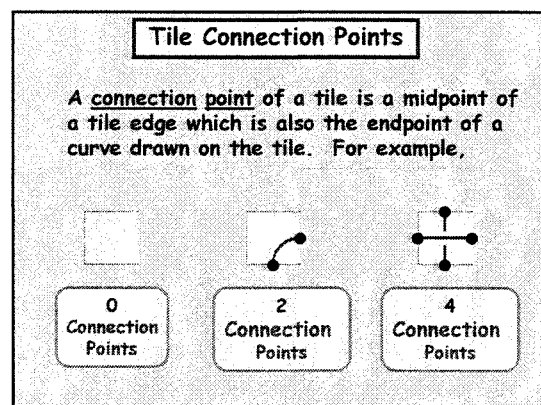 Tile Connection Points
A connection point of a tile is a midpoint of
a tile edge which is also the endpoint of a
curve drawn on the tile. For example,
0
Connection
Points
2
Connection
Points
4
Connection
Points